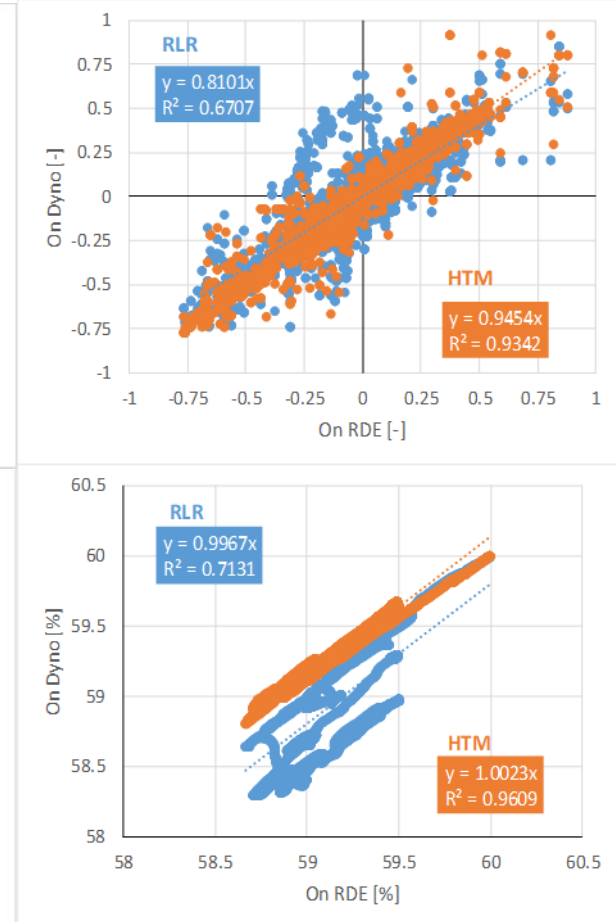 1
RLR
0.75
y = 0.8101x
R² = 0.6707
0.5
0.25
On Dyno [-]
0
-0.25
-0.5
HTM
y = 0.9454x
R² = 0.9342
-0.75
-1
-1 -0.75 -0.5 -0.25 0 0.25 0.5 0.75 1
On RDE [-]
60.5
RLR
y = 0.9967x
R² = 0.7131
60
59.5
On Dyno [%]
59
58.5
HTM
y = 1.0023x
R² = 0.9609
58
58 58.5 59 59.5 60 60.5
On RDE [%]